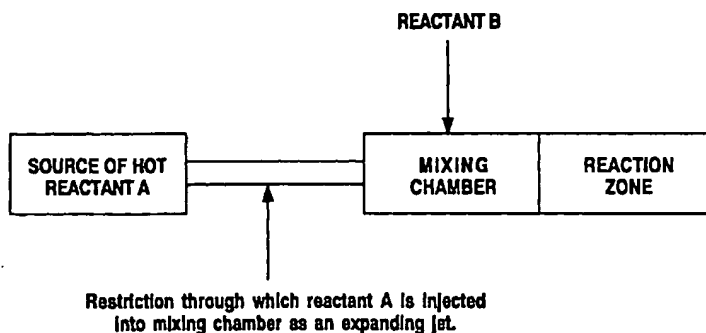 REACTANT B
SOURCE OF HOT
REACTANT A
MIXING
CHAMBER
REACTION
ZONE
Restriction through which reactant A is injected
into mixing chamber as an expanding jet.